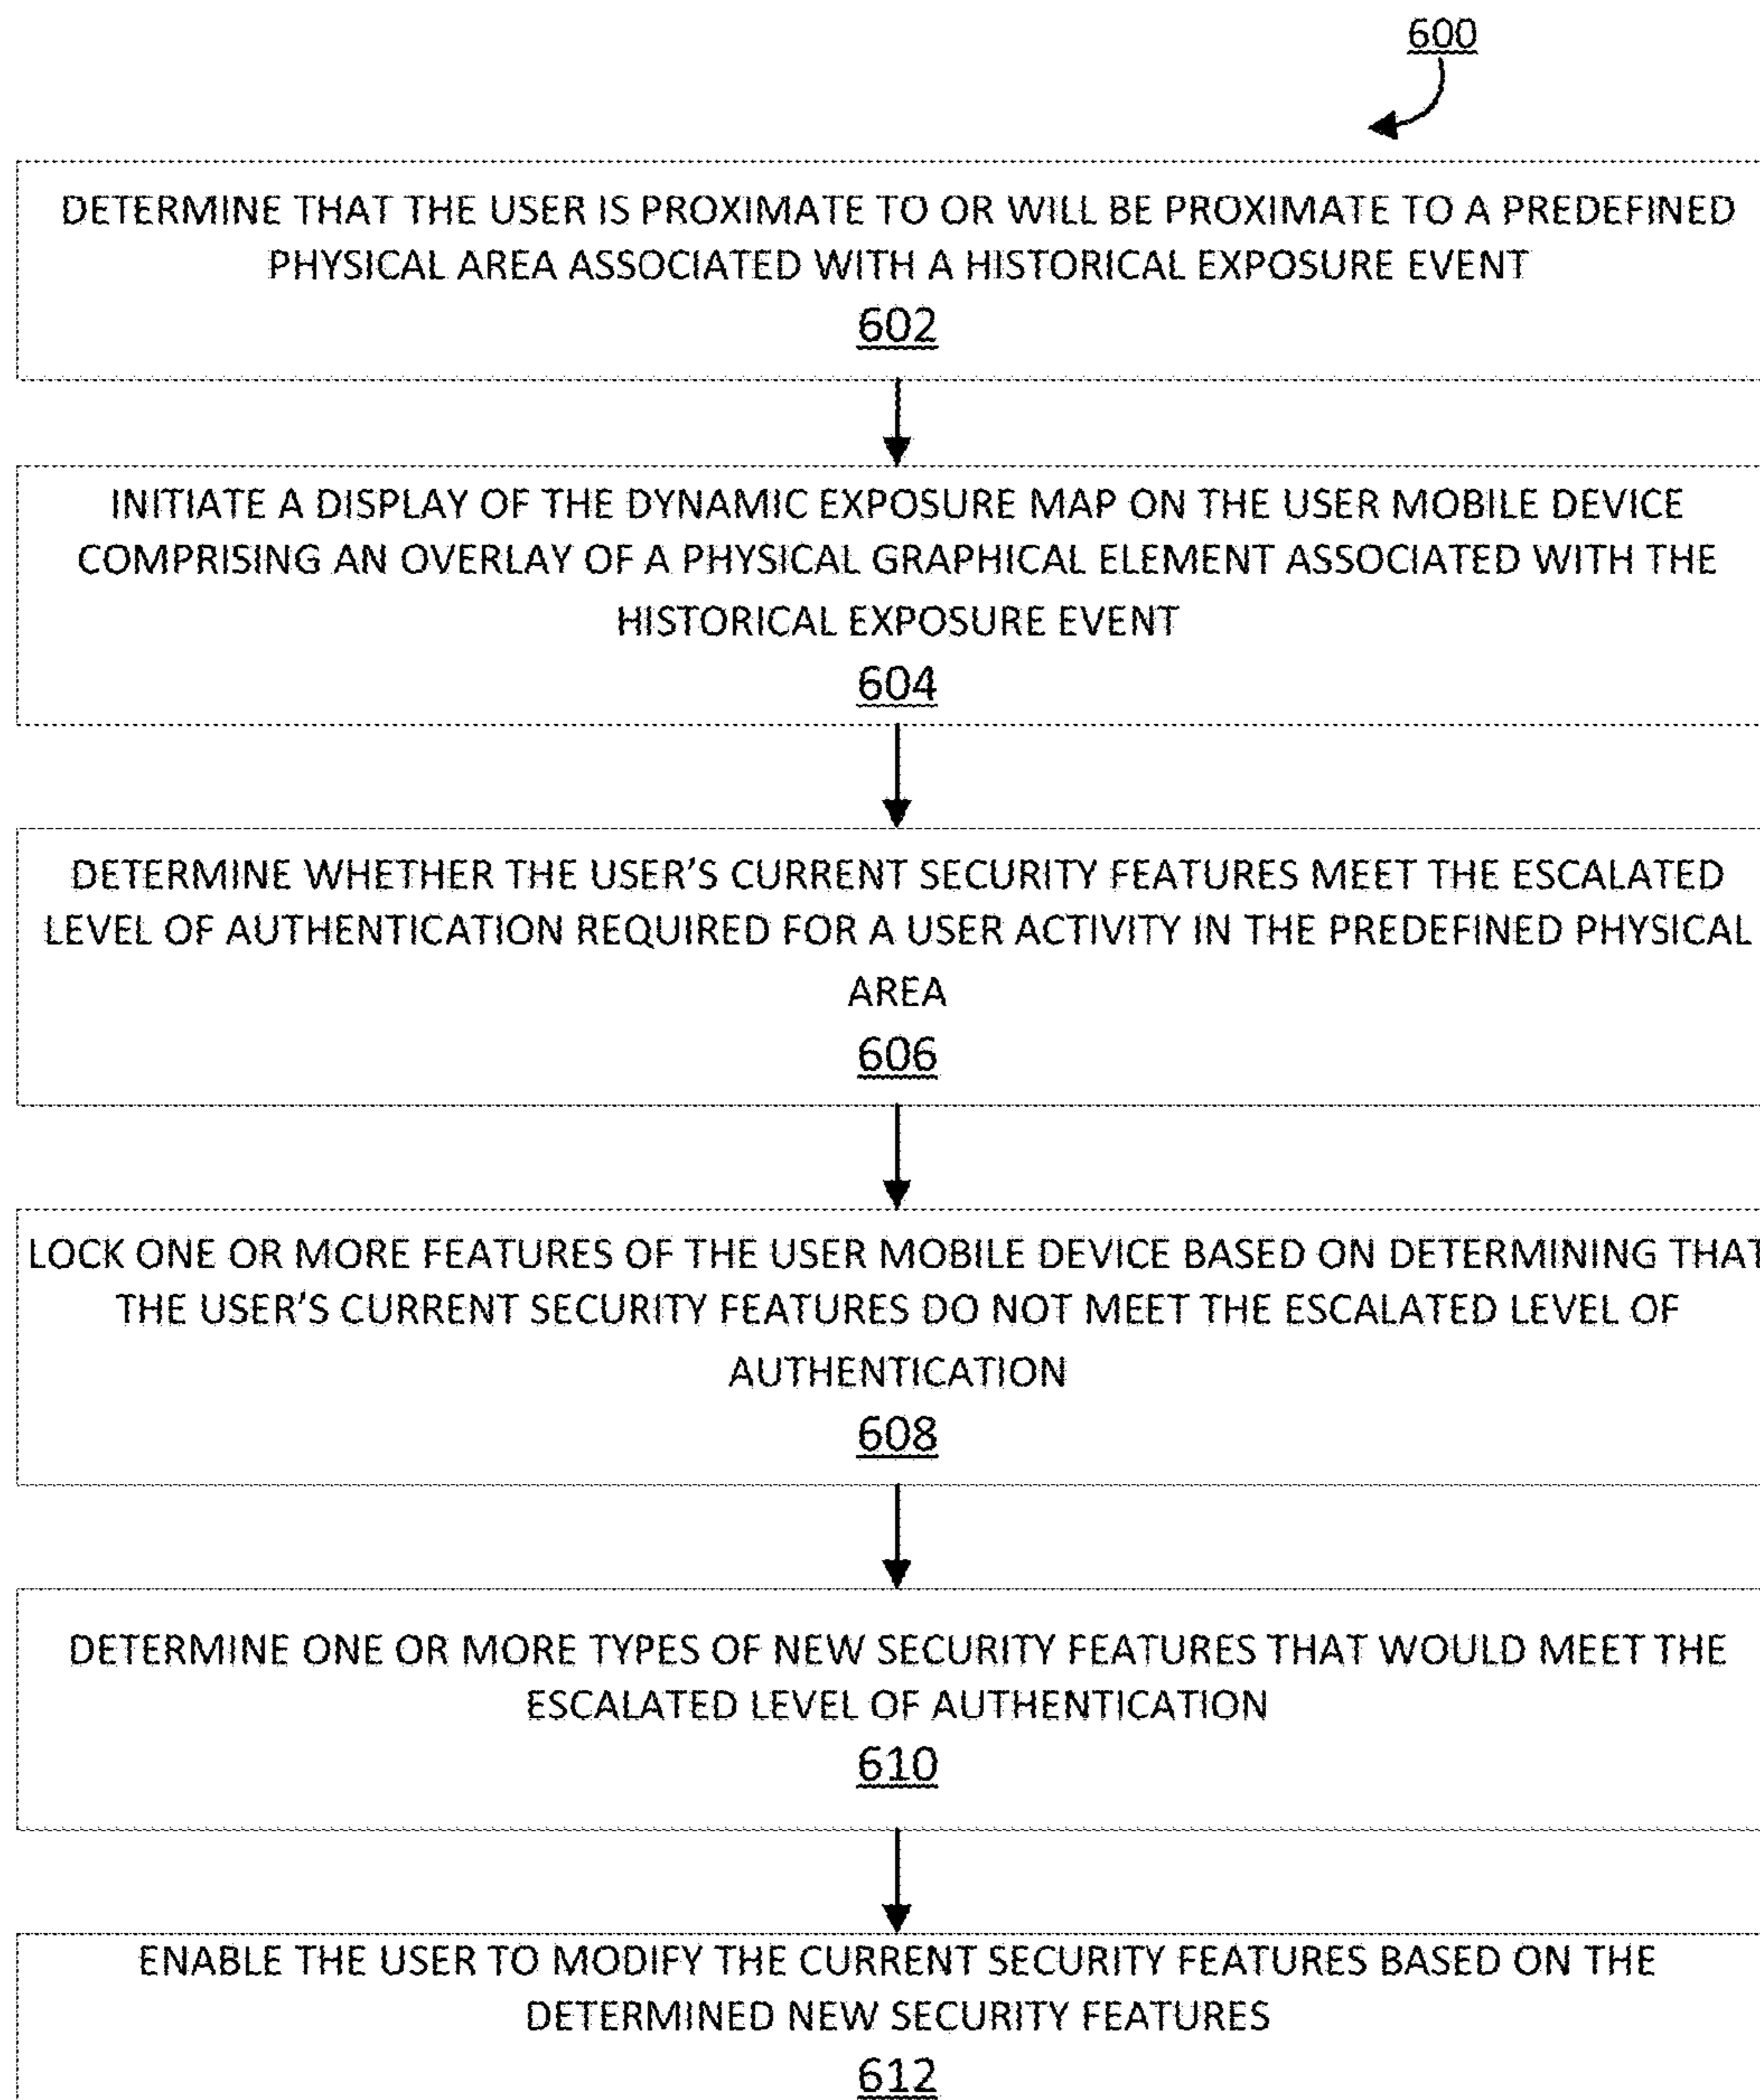 600
DETERMINE THAT THE USER IS PROXIMATE TO OR WILL BE PROXIMATE TO A PREDEFINED
PHYSICAL AREA ASSOCIATED WITH A HISTORICAL EXPOSURE EVENT
602
INITIATE A DISPLAY OF THE DYNAMIC EXPOSURE MAP ON THE USER MOBILE DEVICE
COMPRISING AN OVERLAY OF A PHYSICAL GRAPHICAL ELEMENT ASSOCIATED WITH THE
HISTORICAL EXPOSURE EVENT
604
DETERMINE WHETHER THE USER'S CURRENT SECURITY FEATURES MEET THE ESCALATED
LEVEL OF AUTHENTICATION REQUIRED FOR A USER ACTIVITY IN THE PREDEFINED PHYSICAL
AREA
606
LOCK ONE OR MORE FEATURES OF THE USER MOBILE DEVICE BASED ON DETERMINING THAT
THE USER'S CURRENT SECURITY FEATURES DO NOT MEET THE ESCALATED LEVEL OF
AUTHENTICATION
608
DETERMINE ONE OR MORE TYPES OF NEW SECURITY FEATURES THAT WOULD MEET THE
ESCALATED LEVEL OF AUTHENTICATION
610
ENABLE THE USER TO MODIFY THE CURRENT SECURITY FEATURES BASED ON THE
DETERMINED NEW SECURITY FEATURES
612